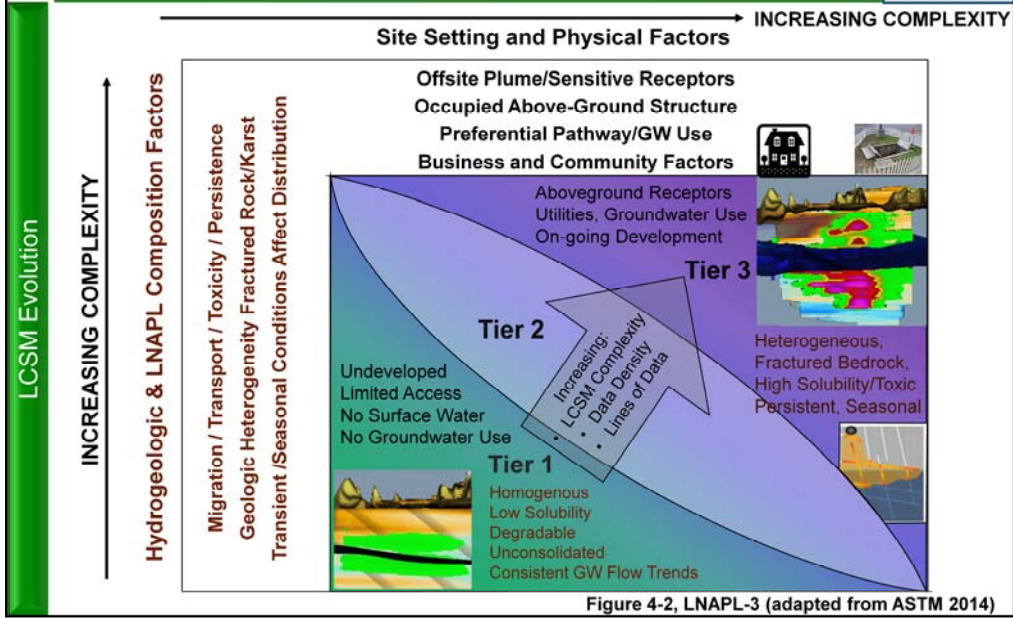 INCREASING COMPLEXITY
Site Setting and Physical Factors
LCSM Evolution
INCREASING COMPLEXITY
Hydrogeologic & LNAPL Composition Factors
Migration / Transport / Toxicity / Persistence
Geologic Heterogeneity Fractured Rock/Karst
Transient /Seasonal Conditions Affect Distribution
Offsite Plume/Sensitive Receptors
Occupied Above-Ground Structure
Preferential Pathway/GW Use
Business and Community Factors
Aboveground Receptors
Utilities, Groundwater Use
On-going Development
Tier 3
Tier 2
Increasing:
• LCSM Complexity
• Data Density
• Lines of Data
Heterogeneous,
Fractured Bedrock,
High Solubility/Toxic
Persistent, Seasonal
Undeveloped
Limited Access
No Surface Water
No Groundwater Use
Tier 1
Homogenous
Low Solubility
Degradable
Unconsolidated
Consistent GW Flow Trends
Figure 4-2, LNAPL-3 (adapted from ASTM 2014)